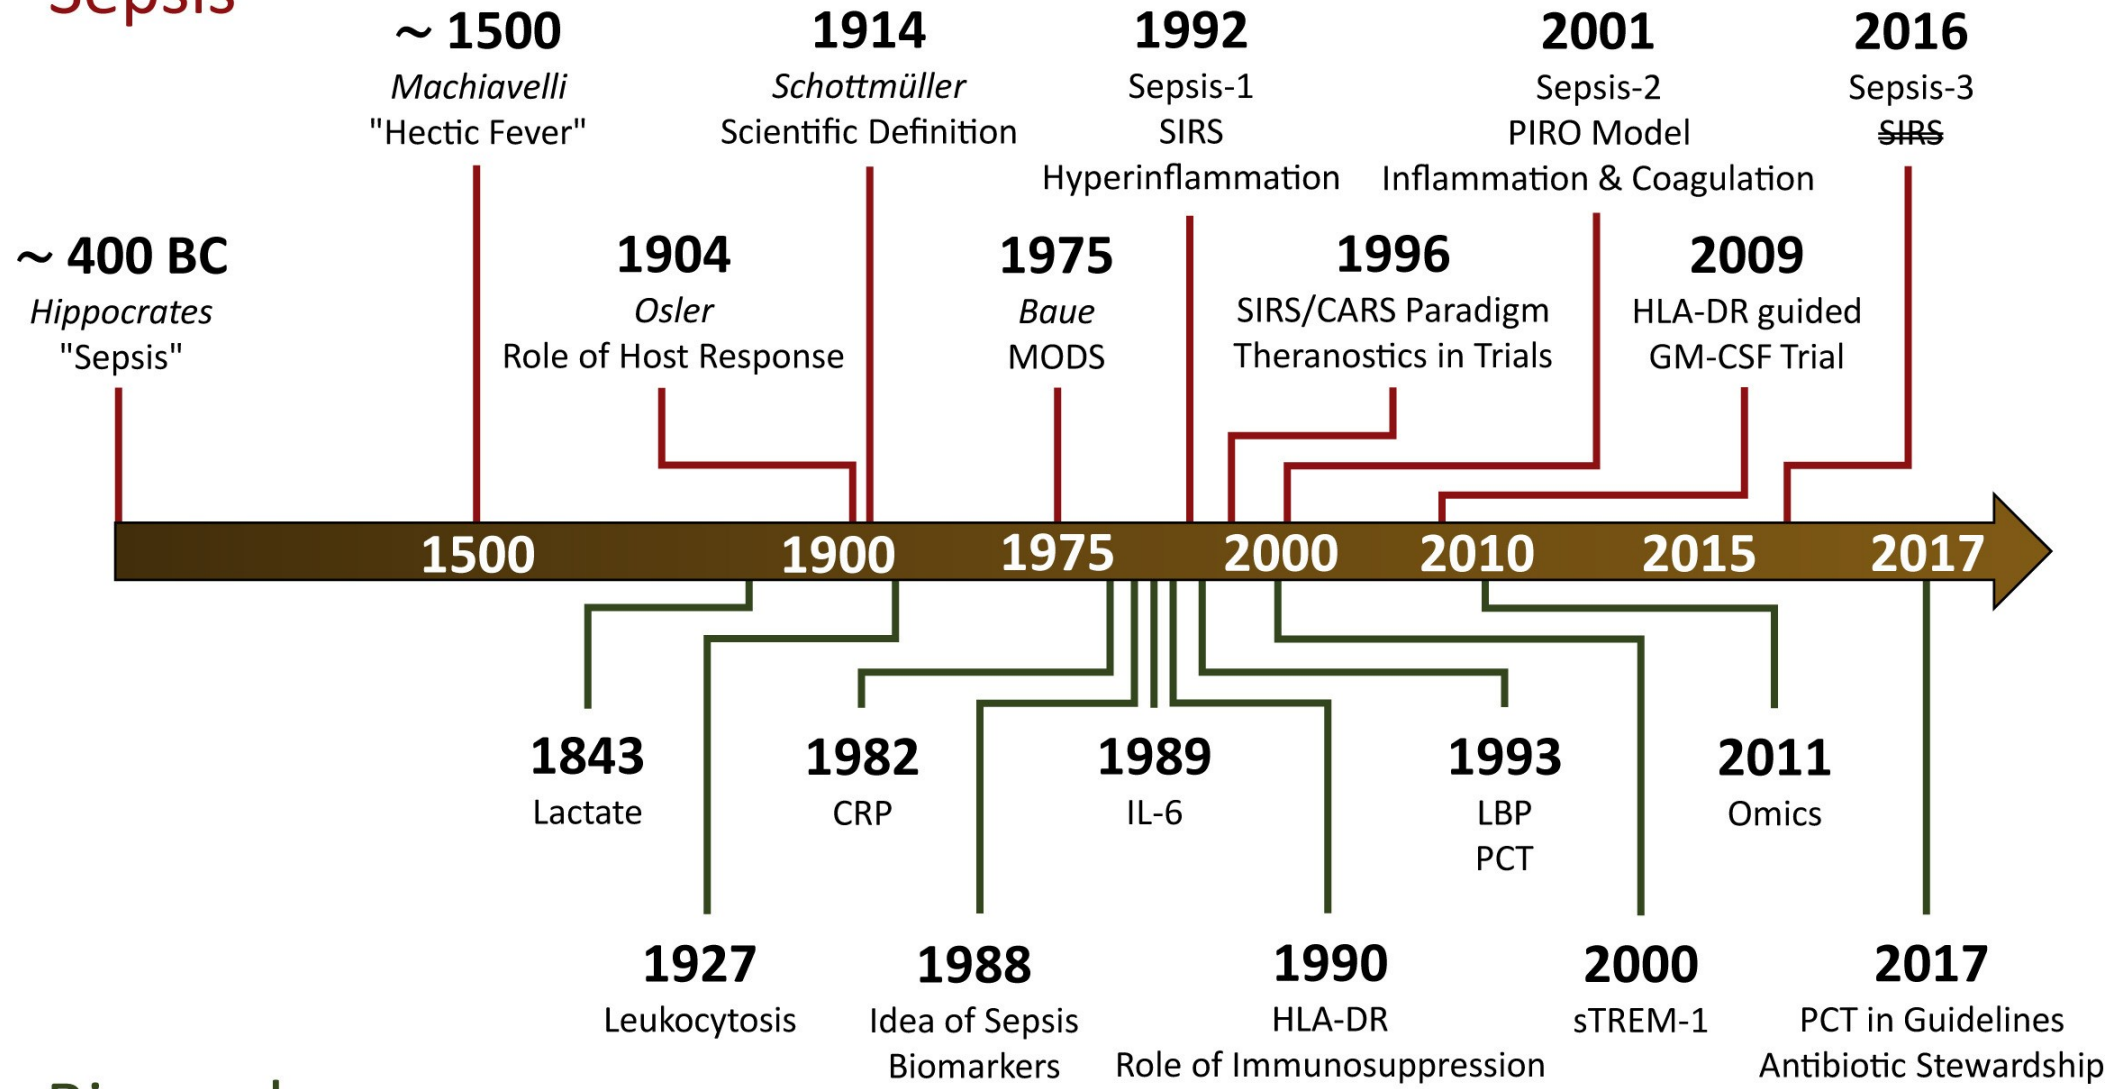 Sepsis
~ 1500
Machiavelli
"Hectic Fever"
1914
Schottmüller
Scientific Definition
1992
Sepsis-1
SIRS
Hyperinflammation
2001
Sepsis-2
PIRO Model
Inflammation & Coagulation
2016
Sepsis-3
SIRS
~ 400 BC
Hippocrates
"Sepsis"
1904
Osler
Role of Host Response
1975
Baue
MODS
1996
SIRS/CARS Paradigm
Theranostics in Trials
2009
HLA-DR guided
GM-CSF Trial
1500 1900 1975 2000 2010 2015 2017
1843
Lactate
1982
CRP
1989
IL-6
1993
LBP
PCT
2011
Omics
1927
Leukocytosis
1988
Idea of Sepsis
Biomarkers
1990
HLA-DR
Role of Immunosuppression
2000
sTREM-1
2017
PCT in Guidelines
Antibiotic Stewardship